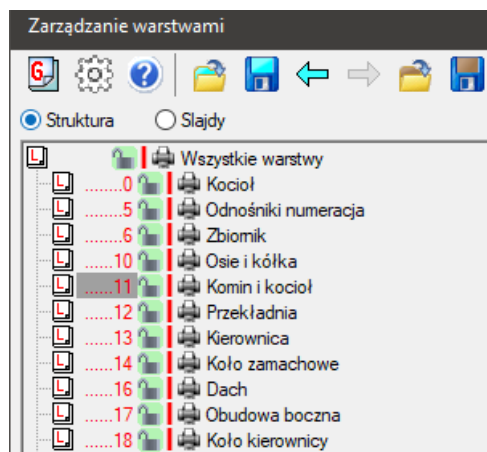 Zarządzanie warstwami
Struktura Slajdy
Wszystkie warstwy
........0 Kocioł
........5 Odnośniki numeracja
........6 Zbiornik
......10 Osie i kółka
......11 Komin i kocioł
......12 Przekładnia
......13 Kierownica
......14 Koło zamachowe
......16 Dach
......17 Obudowa boczna
......18 Koło kierownicy